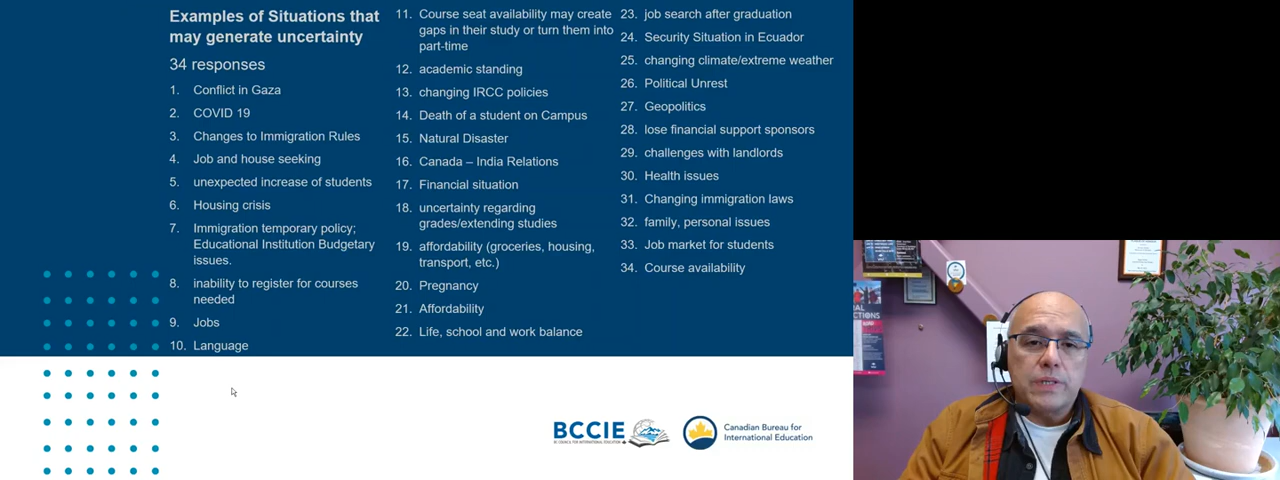 Examples of Situations that
may generate uncertainty
34 responses
1. Conflict in Gaza
2. COVID 19
3. Changes to Immigration Rules
4. Job and house seeking
5. unexpected increase of students
6. Housing crisis
7. Immigration temporary policy;
Educational Institution Budgetary
issues.
8. inability to register for courses
needed
9. Jobs
10. Language
11. Course seat availability may create
gaps in their study or turn them into
part-time
12. academic standing
13. changing IRCC policies
14. Death of a student on Campus
15. Natural Disaster
16. Canada – India Relations
17. Financial situation
18. uncertainty regarding
grades/extending studies
19. affordability (groceries, housing,
transport, etc.)
20. Pregnancy
21. Affordability
22. Life, school and work balance
23. job search after graduation
24. Security Situation in Ecuador
25. changing climate/extreme weather
26. Political Unrest
27. Geopolitics
28. lose financial support sponsors
29. challenges with landlords
30. Health issues
31. Changing immigration laws
32. family, personal issues
33. Job market for students
34. Course availability
BCCIE
BC COUNCIL FOR INTERNATIONAL EDUCATION
Canadian Bureau for
International Education